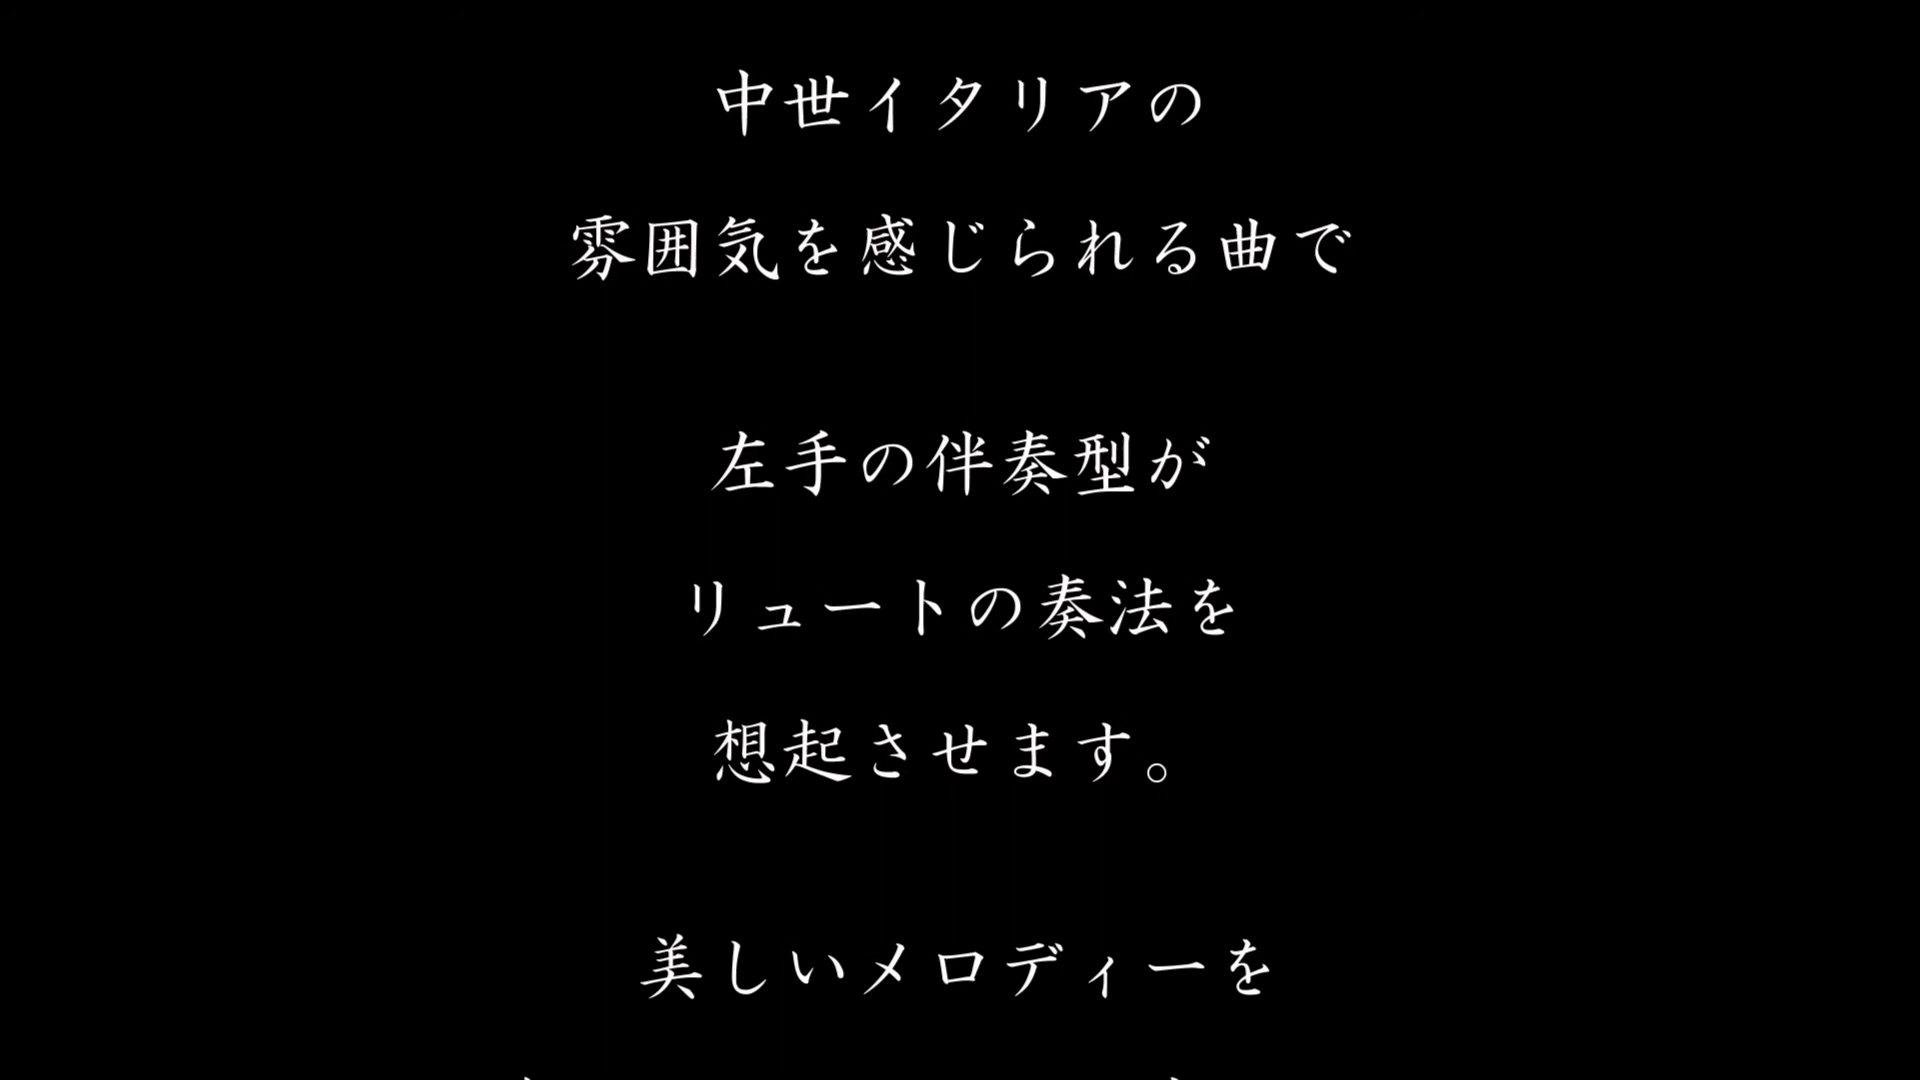 中世イタリアの
雰囲気を感じられる曲で
左手の伴奏型が
リュートの奏法を
想起させます。
美しいメロディーを